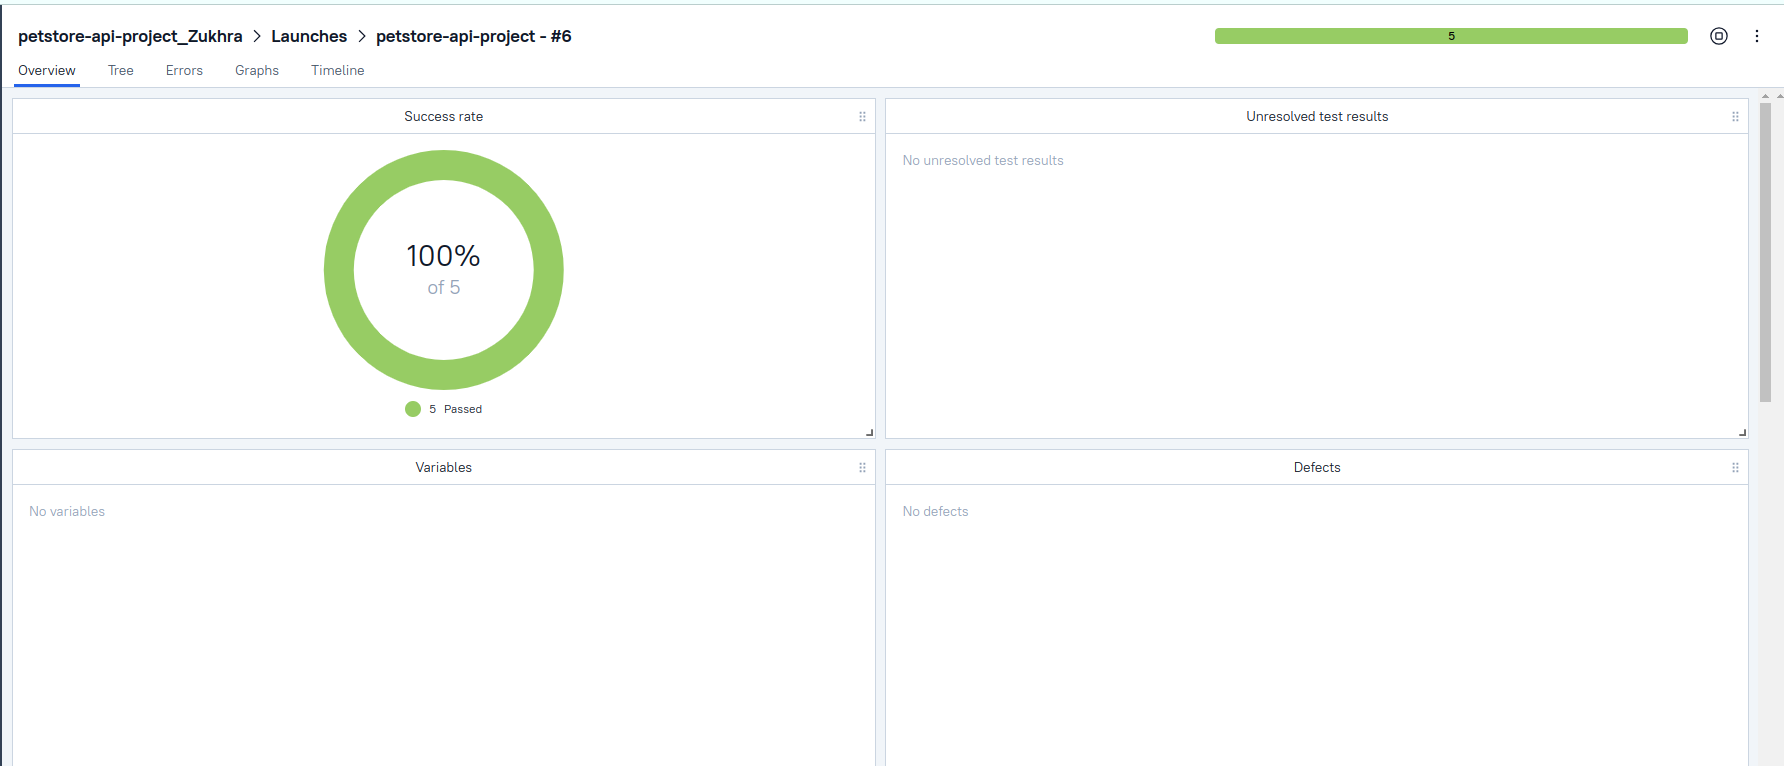 petstore-api-project_Zukhra > Launches > petstore-api-project - #6
5
Overview Tree Errors Graphs Timeline
Success rate
100%
of 5
5 Passed
Unresolved test results
No unresolved test results
Variables
No variables
Defects
No defects